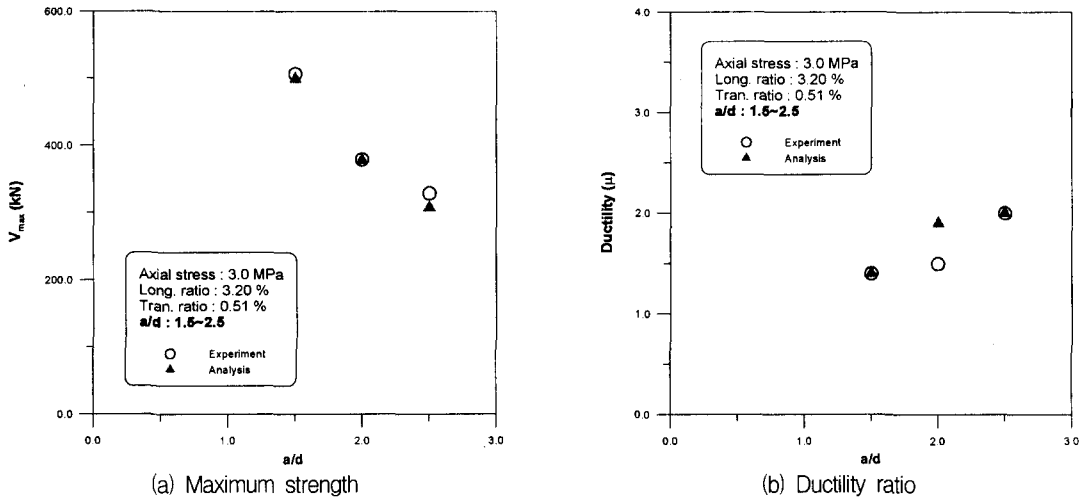 600.0
400.0
200.0
0.0
V max (kN)
Axial stress : 3.0 MPa
Long. ratio : 3.20 %
Tran. ratio : 0.51 %
a/d : 1.5~2.5
Experiment
Analysis
0.0 1.0 2.0 3.0
a/d
(a) Maximum strength
4.0
3.0
2.0
1.0
0.0
Ductility (μ)
Axial stress : 3.0 MPa
Long. ratio : 3.20 %
Tran. ratio : 0.51 %
a/d : 1.5~2.5
Experiment
Analysis
0.0 1.0 2.0 3.0
a/d
(b) Ductility ratio